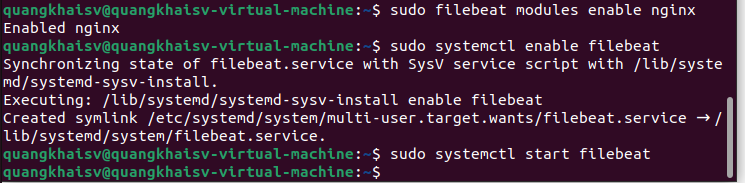 quangkhaisv@quangkhaisv-virtual-machine:~$ sudo filebeat modules enable nginx
Enabled nginx
quangkhaisv@quangkhaisv-virtual-machine:~$ sudo systemctl enable filebeat
Synchronizing state of filebeat.service with SysV service script with /lib/syste
md/systemd-sysv-install.
Executing: /lib/systemd/systemd-sysv-install enable filebeat
Created symlink /etc/systemd/system/multi-user.target.wants/filebeat.service → /
lib/systemd/system/filebeat.service.
quangkhaisv@quangkhaisv-virtual-machine:~$ sudo systemctl start filebeat
quangkhaisv@quangkhaisv-virtual-machine:~$